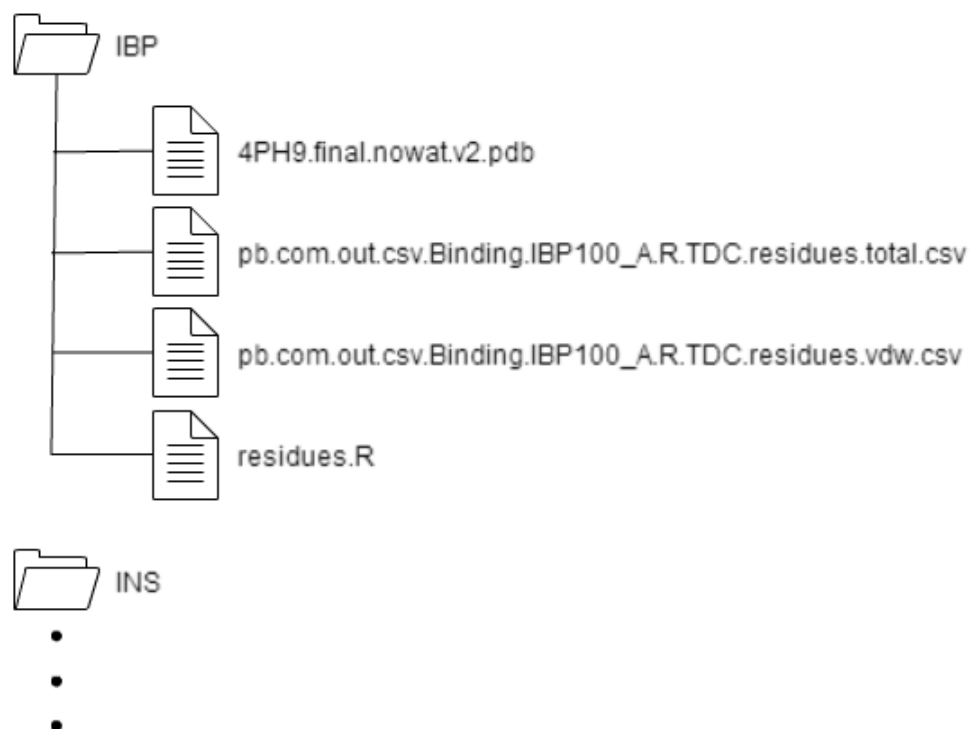 IBP
4PH9.final.nowat.v2.pdb
pb.com.out.csv.Binding.IBP100_A.R.TDC.residues.total.csv
pb.com.out.csv.Binding.IBP100_A.R.TDC.residues.vdw.csv
residues.R
INS